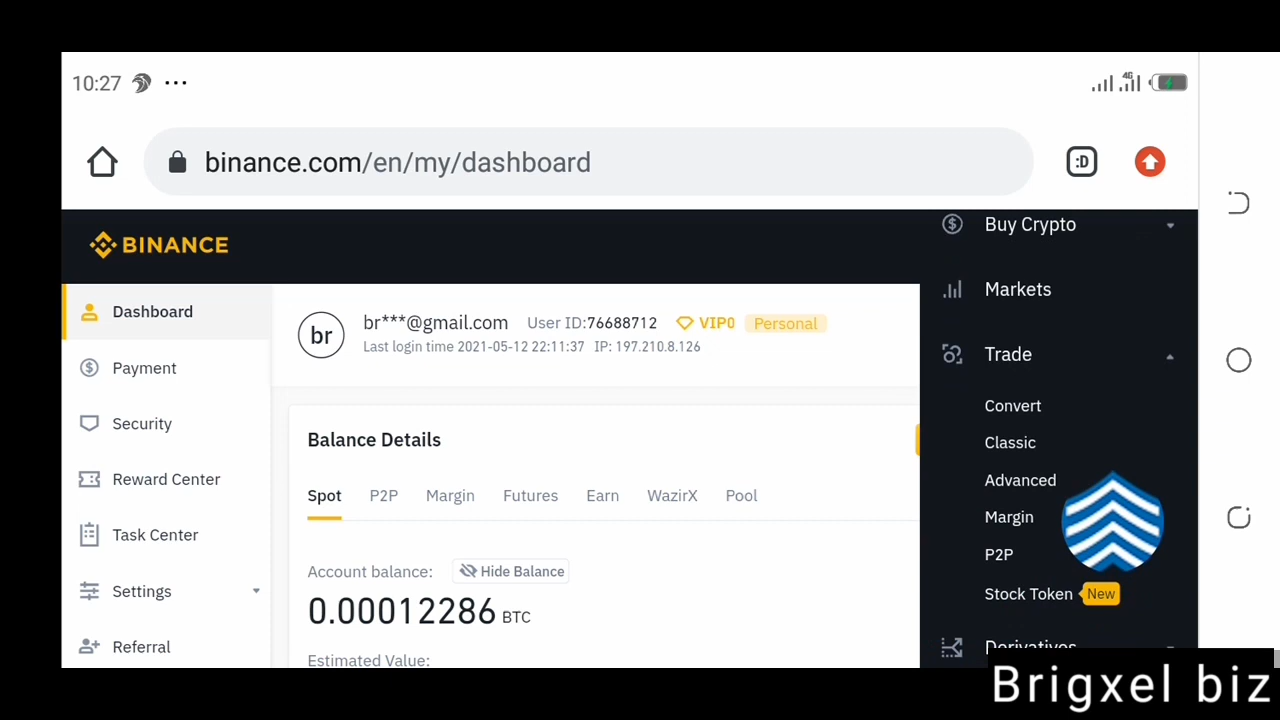 10:27
4G
binance.com/en/my/dashboard
:D
BINANCE
Dashboard
Payment
Security
Reward Center
Task Center
Settings
Referral
br
br***@gmail.com User ID:76688712 VIP0 Personal
Last login time 2021-05-12 22:11:37 IP: 197.210.8.126
Balance Details
Spot P2P Margin Futures Earn WazirX Pool
Account balance: Hide Balance
0.00012286 BTC
Estimated Value:
Buy Crypto
Markets
Trade
Convert
Classic
Advanced
Margin
P2P
Stock Token New
Derivatives
Brigxel biz